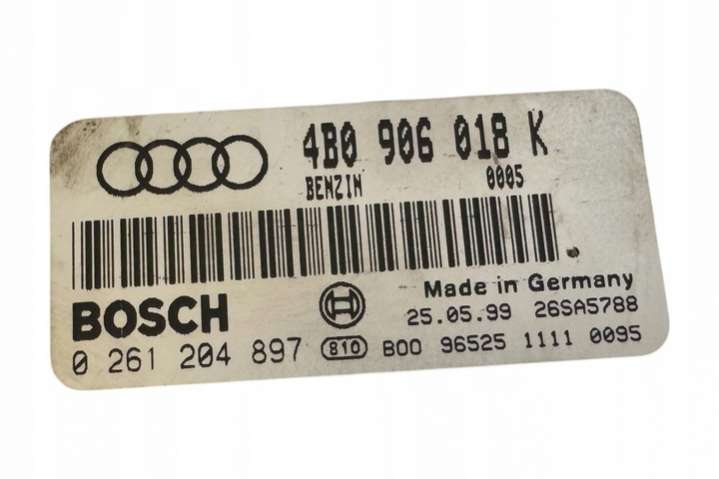 4B0 906 018 K
BENZIN 0005
Made in Germany
BOSCH
25.05.99 26SA5788
0 261 204 897 810 B00 96525 1111 0095